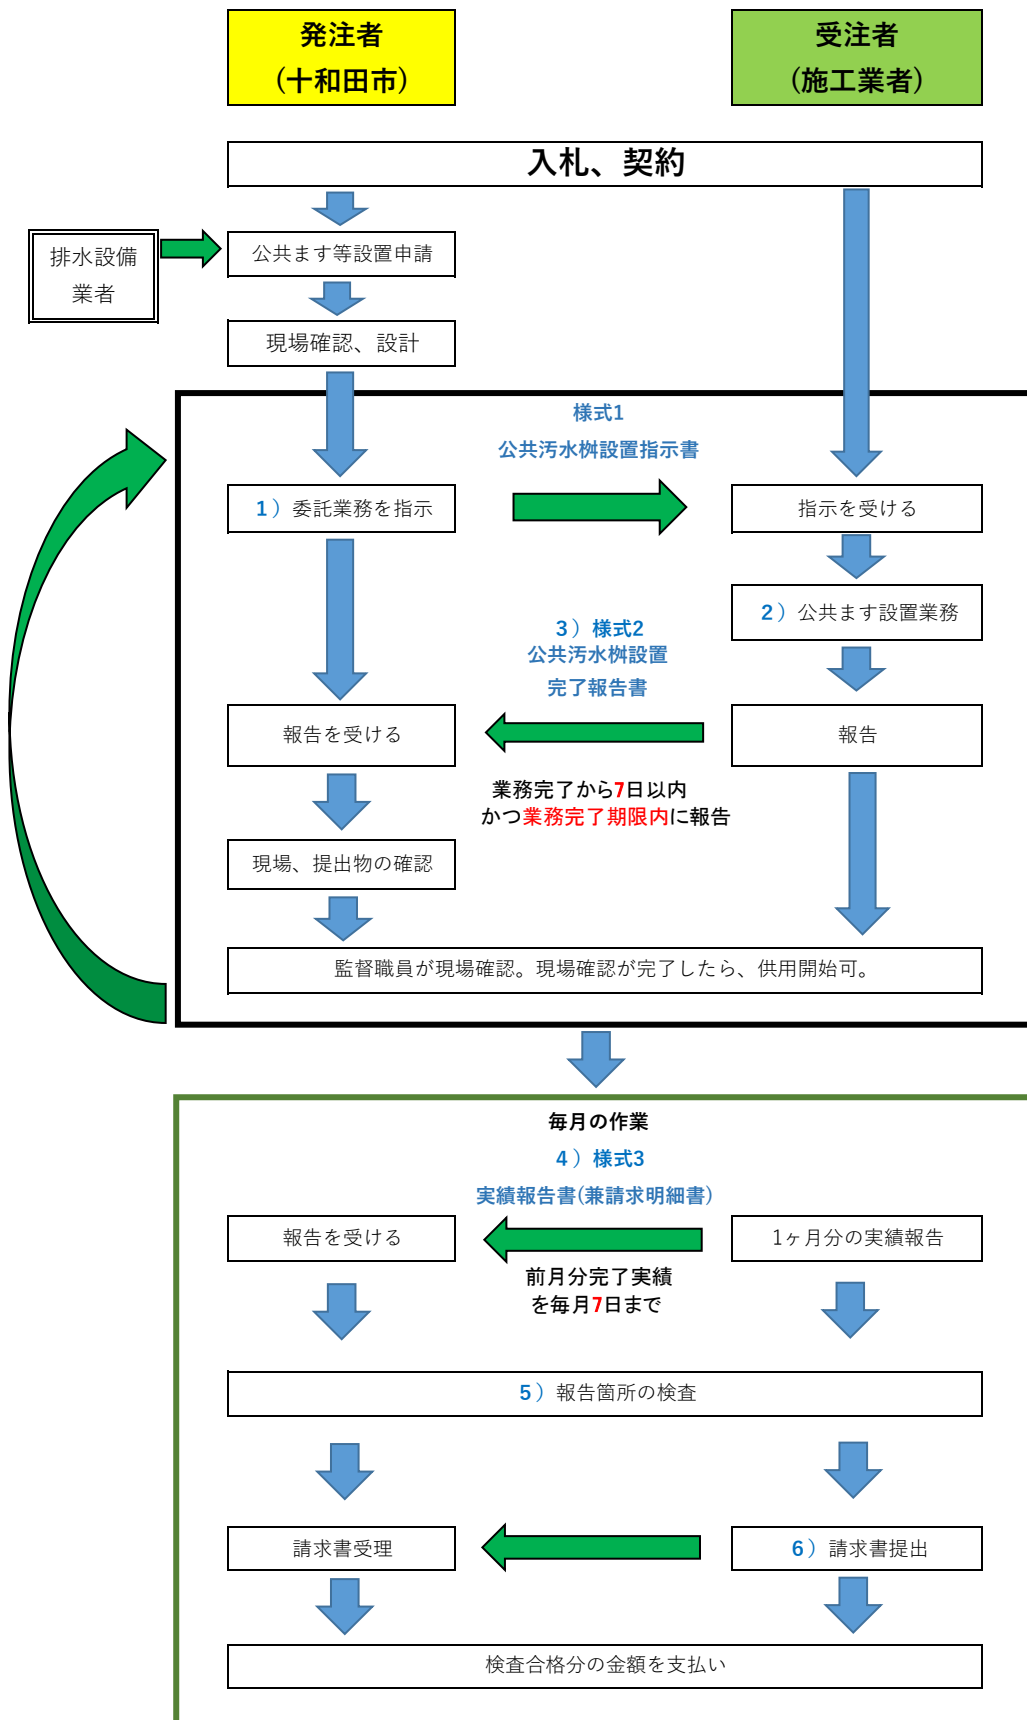 発注者
(十和田市)
受注者
(施工業者)
入札、契約
排水設備
業者
公共ます等設置申請
現場確認、設計
様式1
公共汚水桝設置指示書
1）委託業務を指示
指示を受ける
2）公共ます設置業務
3）様式2
公共汚水桝設置
完了報告書
報告を受ける
報告
業務完了から7日以内
かつ業務完了期限内に報告
現場、提出物の確認
監督職員が現場確認。現場確認が完了したら、供用開始可。
毎月の作業
4）様式3
実績報告書(兼請求明細書)
報告を受ける
1ヶ月分の実績報告
前月分完了実績
を毎月7日まで
5）報告箇所の検査
請求書受理
6）請求書提出
検査合格分の金額を支払い